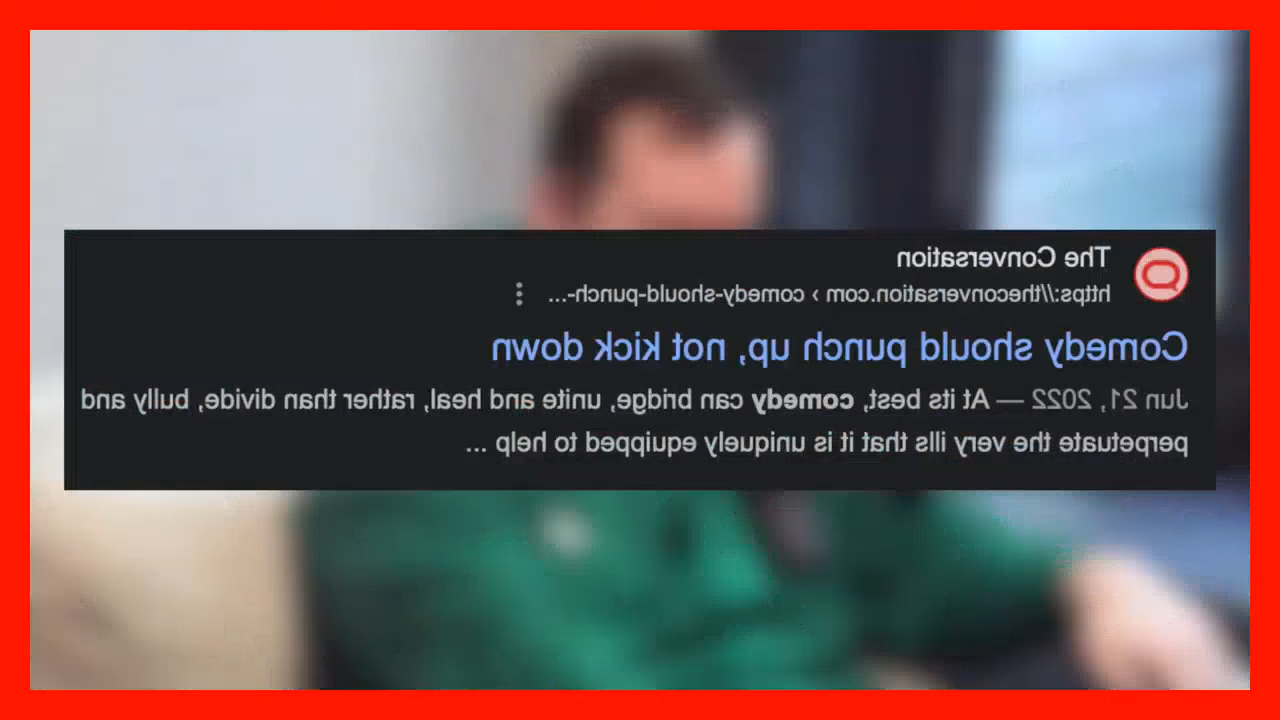 The Conversation
https://theconversation.com › comedy-should-punch-...
Comedy should punch up, not kick down
Jun 21, 2022 — At its best, comedy can bridge, unite and heal, rather than divide, bully and
perpetuate the very ills that it is uniquely equipped to help ...